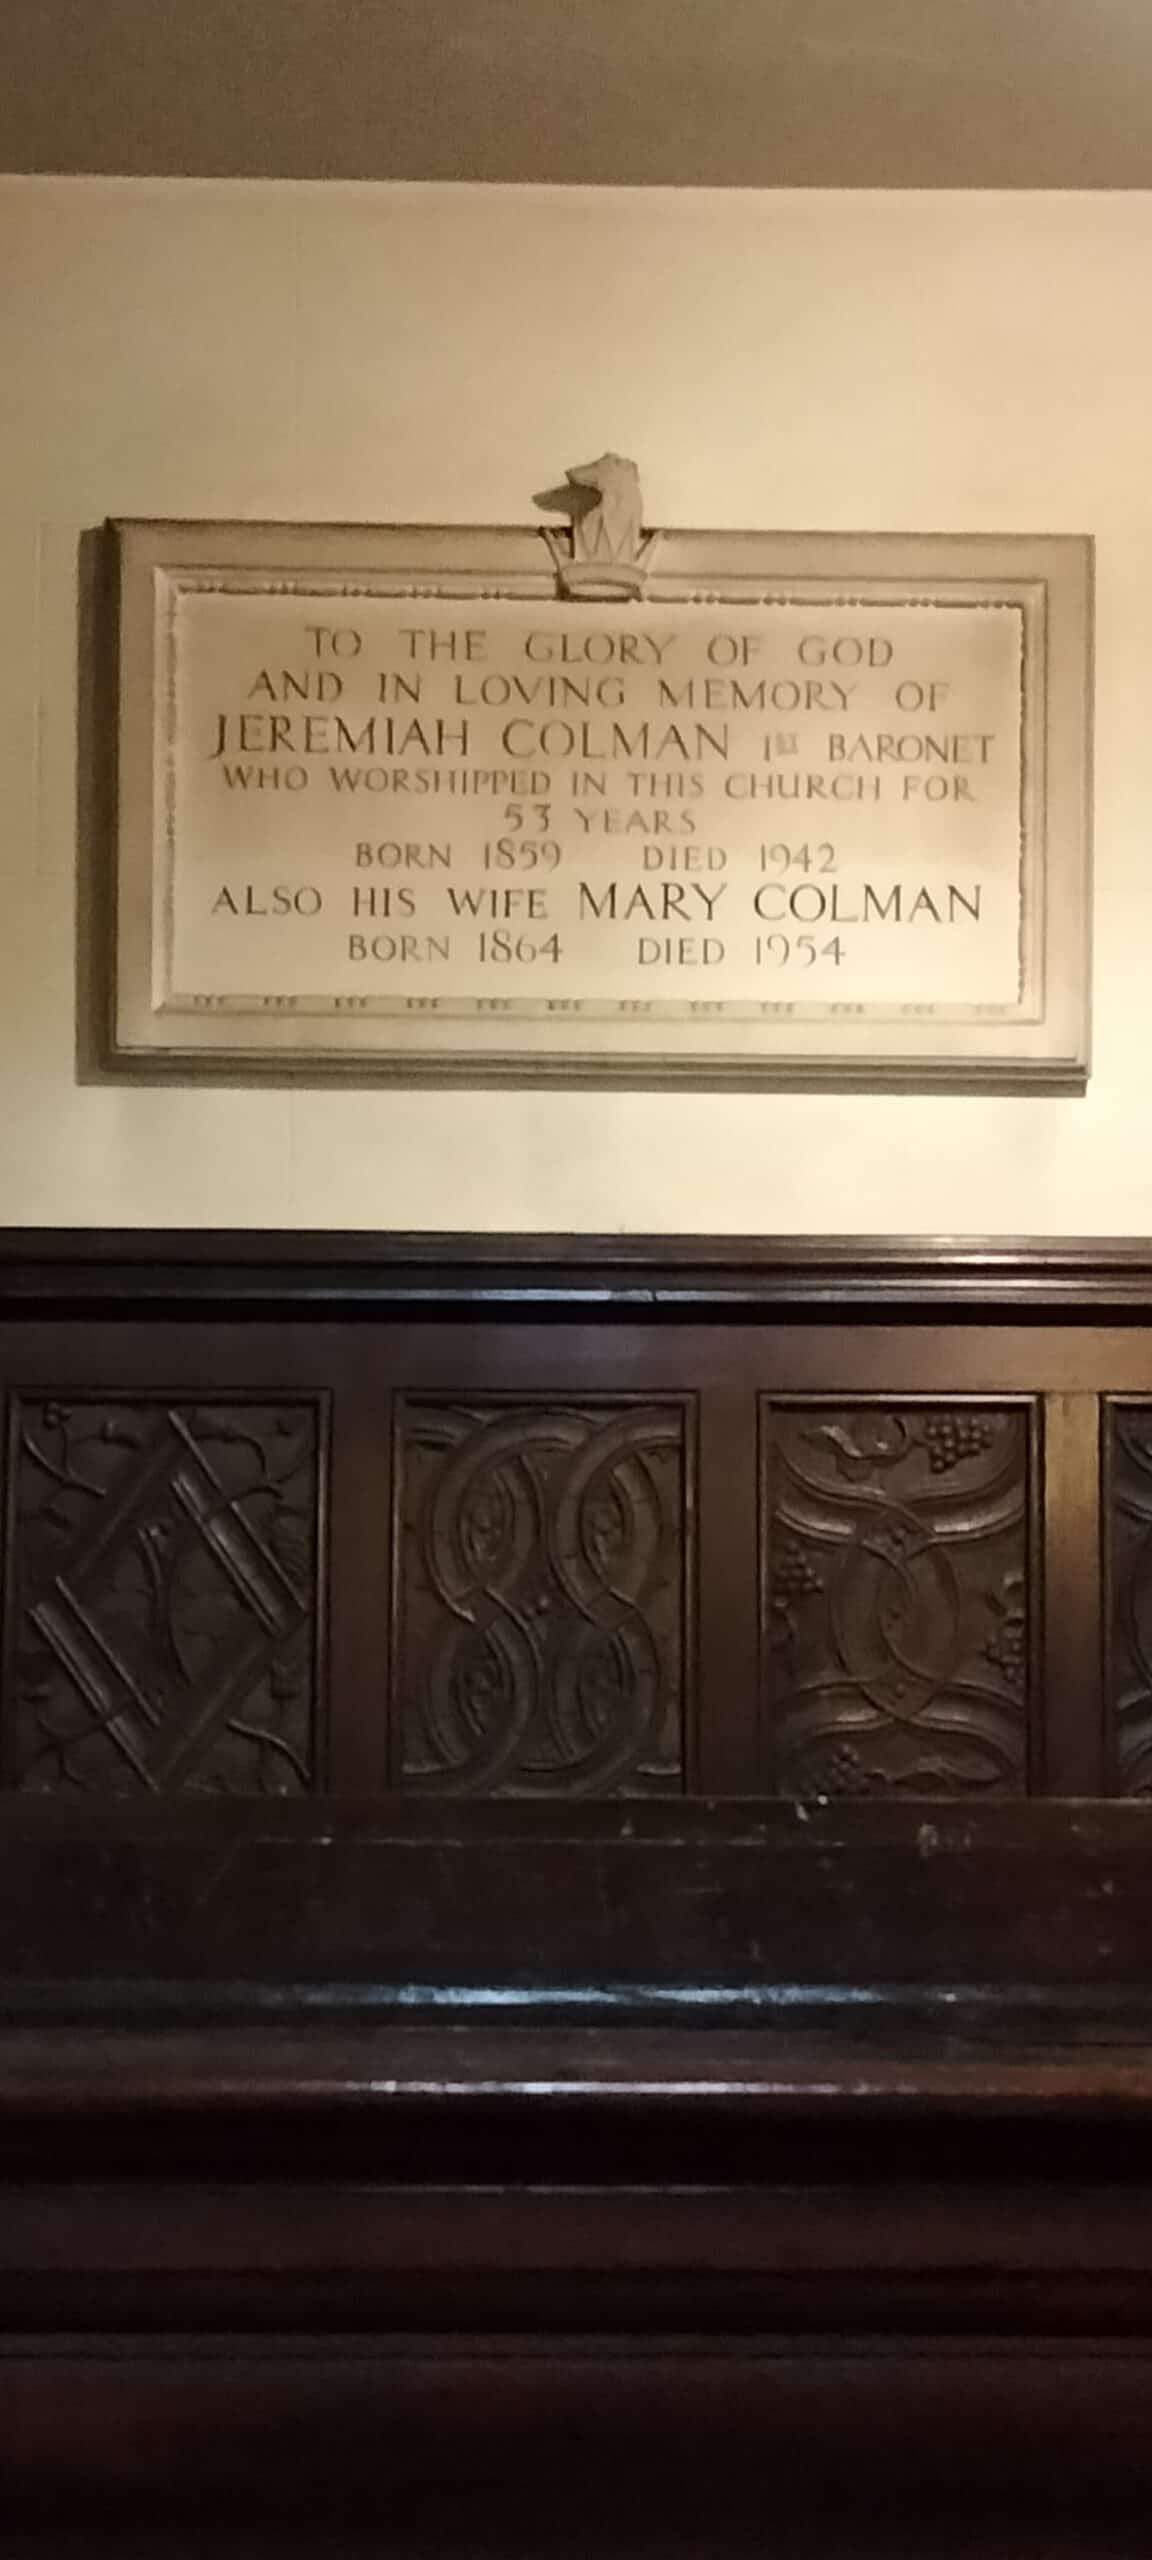 TO THE GLORY OF GOD
AND IN LOVING MEMORY OF
JEREMIAH COLMAN 1ST BARONET
WHO WORSHIPPED IN THIS CHURCH FOR
53 YEARS
BORN 1859 DIED 1942
ALSO HIS WIFE MARY COLMAN
BORN 1864 DIED 1954